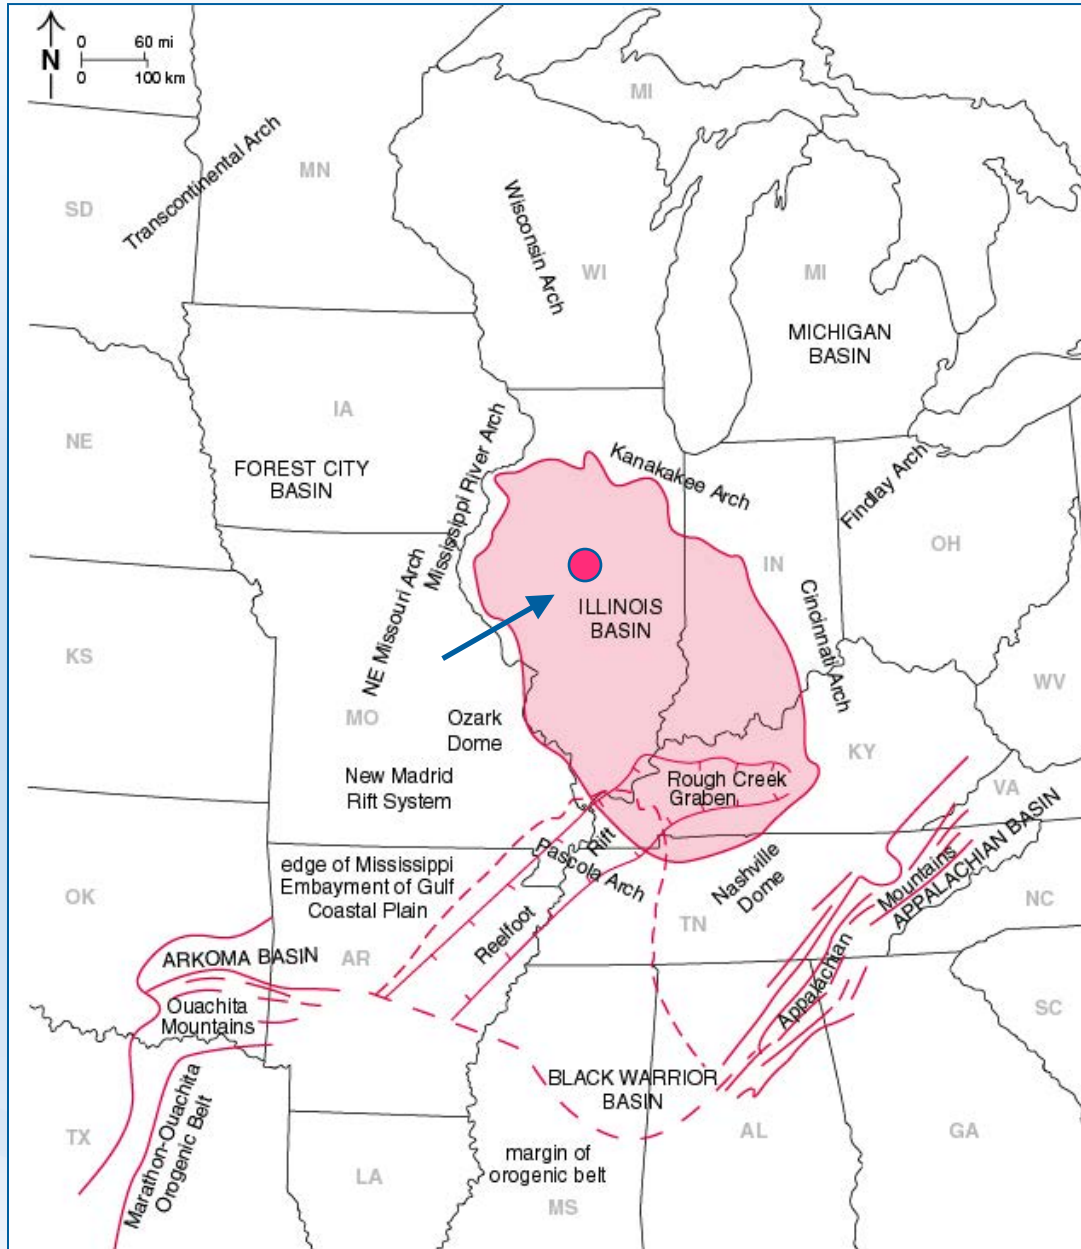 0 60 mi
N
0 100 km
MI
MN
SD
Transcontinental Arch
Wisconsin Arch
WI
MI
MICHIGAN
BASIN
IA
NE
Mississippi River Arch
FOREST CITY
BASIN
Kanakakee Arch
Findlay Arch
OH
IN
NE Missouri Arch
ILLINOIS
BASIN
Cincinnati Arch
KS
WV
MO
Ozark
Dome
KY
New Madrid
Rift System
Rough Creek
Graben
VA
Rift
Pascola Arch
edge of Mississippi
Embayment of Gulf
Coastal Plain
Nashville
Dome
Mountains
APPALACHIAN BASIN
OK
NC
TN
Reelfoot
ARKOMA BASIN
AR
Appalachian
Ouachita
Mountains
SC
BLACK WARRIOR
BASIN
Marathon-Ouachita
Orogenic Belt
TX
AL
GA
margin of
orogenic belt
LA
MS